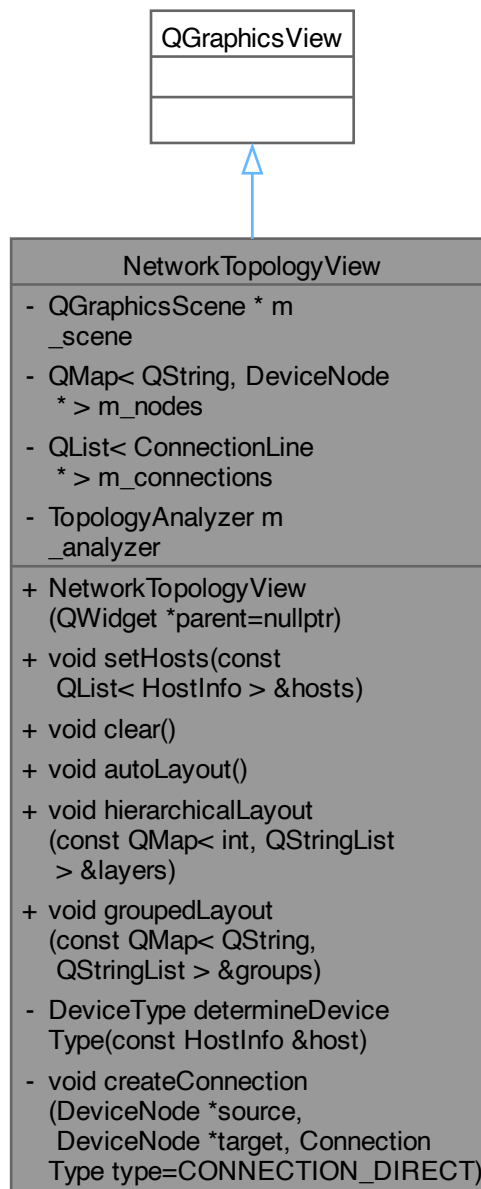 QGraphicsView
NetworkTopologyView
- QGraphicsScene * m
_scene
- QMap< QString, DeviceNode
* > m_nodes
- QList< ConnectionLine
* > m_connections
- TopologyAnalyzer m
_analyzer
+ NetworkTopologyView
(QWidget *parent=nullptr)
+ void setHosts(const
QList< HostInfo > &hosts)
+ void clear()
+ void autoLayout()
+ void hierarchicalLayout
(const QMap< int, QStringList
> &layers)
+ void groupedLayout
(const QMap< QString,
QStringList > &groups)
- DeviceType determineDevice
Type(const HostInfo &host)
- void createConnection
(DeviceNode *source,
DeviceNode *target, Connection
Type type=CONNECTION_DIRECT)